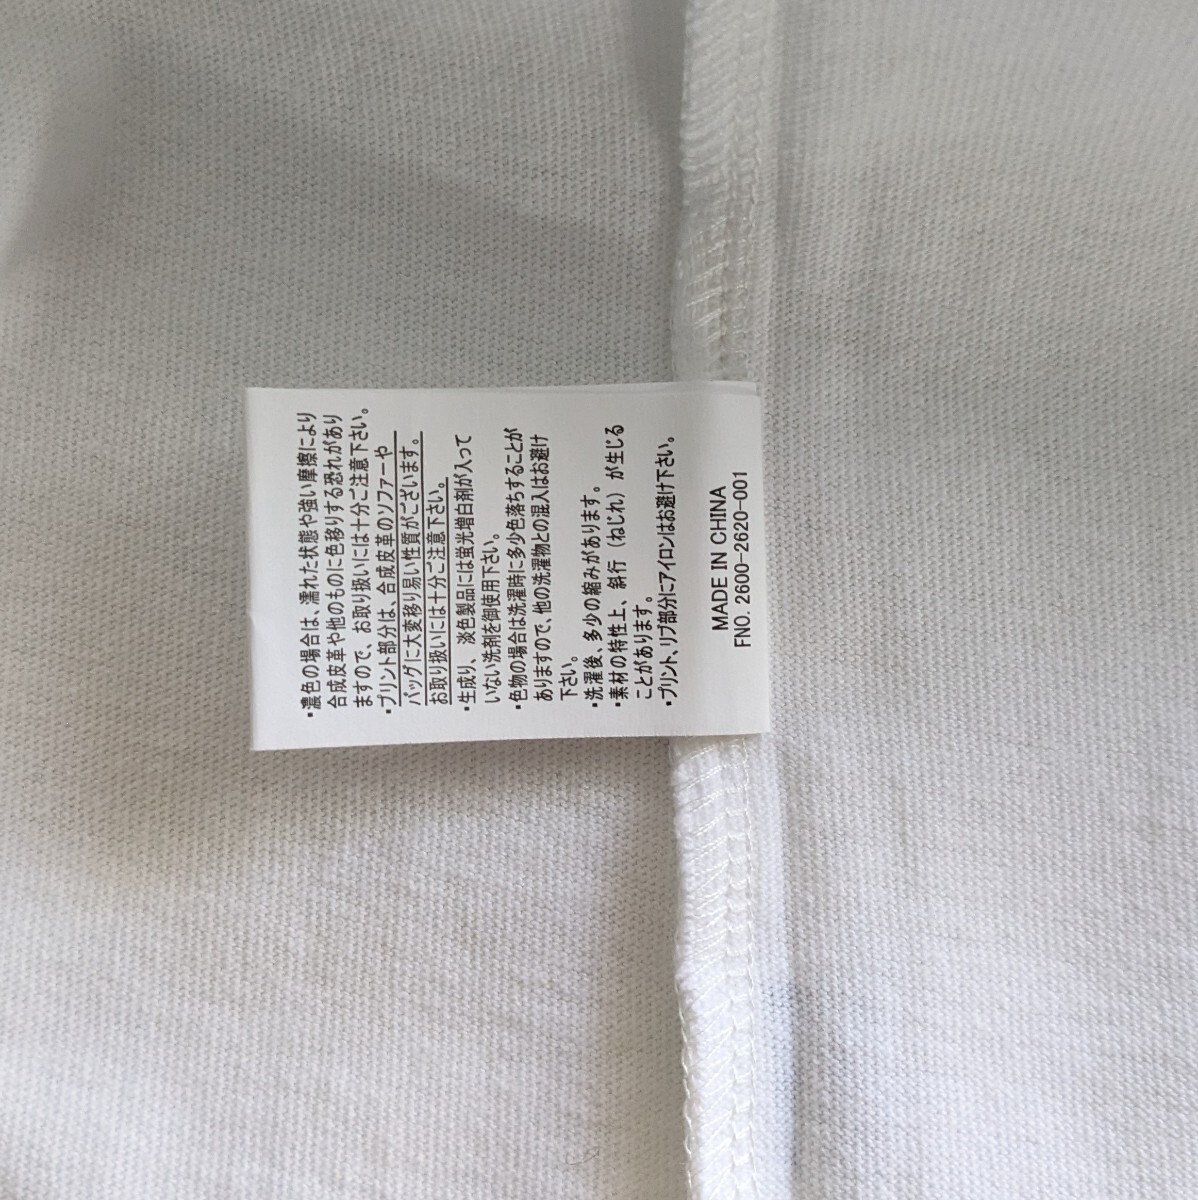 ・濃色の場合は、濡れた状態や強い摩擦により
合成皮革や他のものに色移りする恐れがあり
ますので、お取り扱いには十分ご注意下さい。
・プリント部分は、合成皮革のソファーや
バッグに大変移り易い性質がございます。
お取り扱いには十分ご注意下さい。
・生成り、淡色製品には蛍光増白剤が入って
いない洗剤を御使用下さい。
・色物の場合は洗濯時に多少色落ちすることが
ありますので、他の洗濯物との混入はお避け
下さい。
・洗濯後、多少の縮みがあります。
・素材の特性上、斜行（ねじれ）が生じる
ことがあります。
・プリント、リブ部分にアイロンはお避け下さい。
MADE IN CHINA
FNO. 2600-2620-001